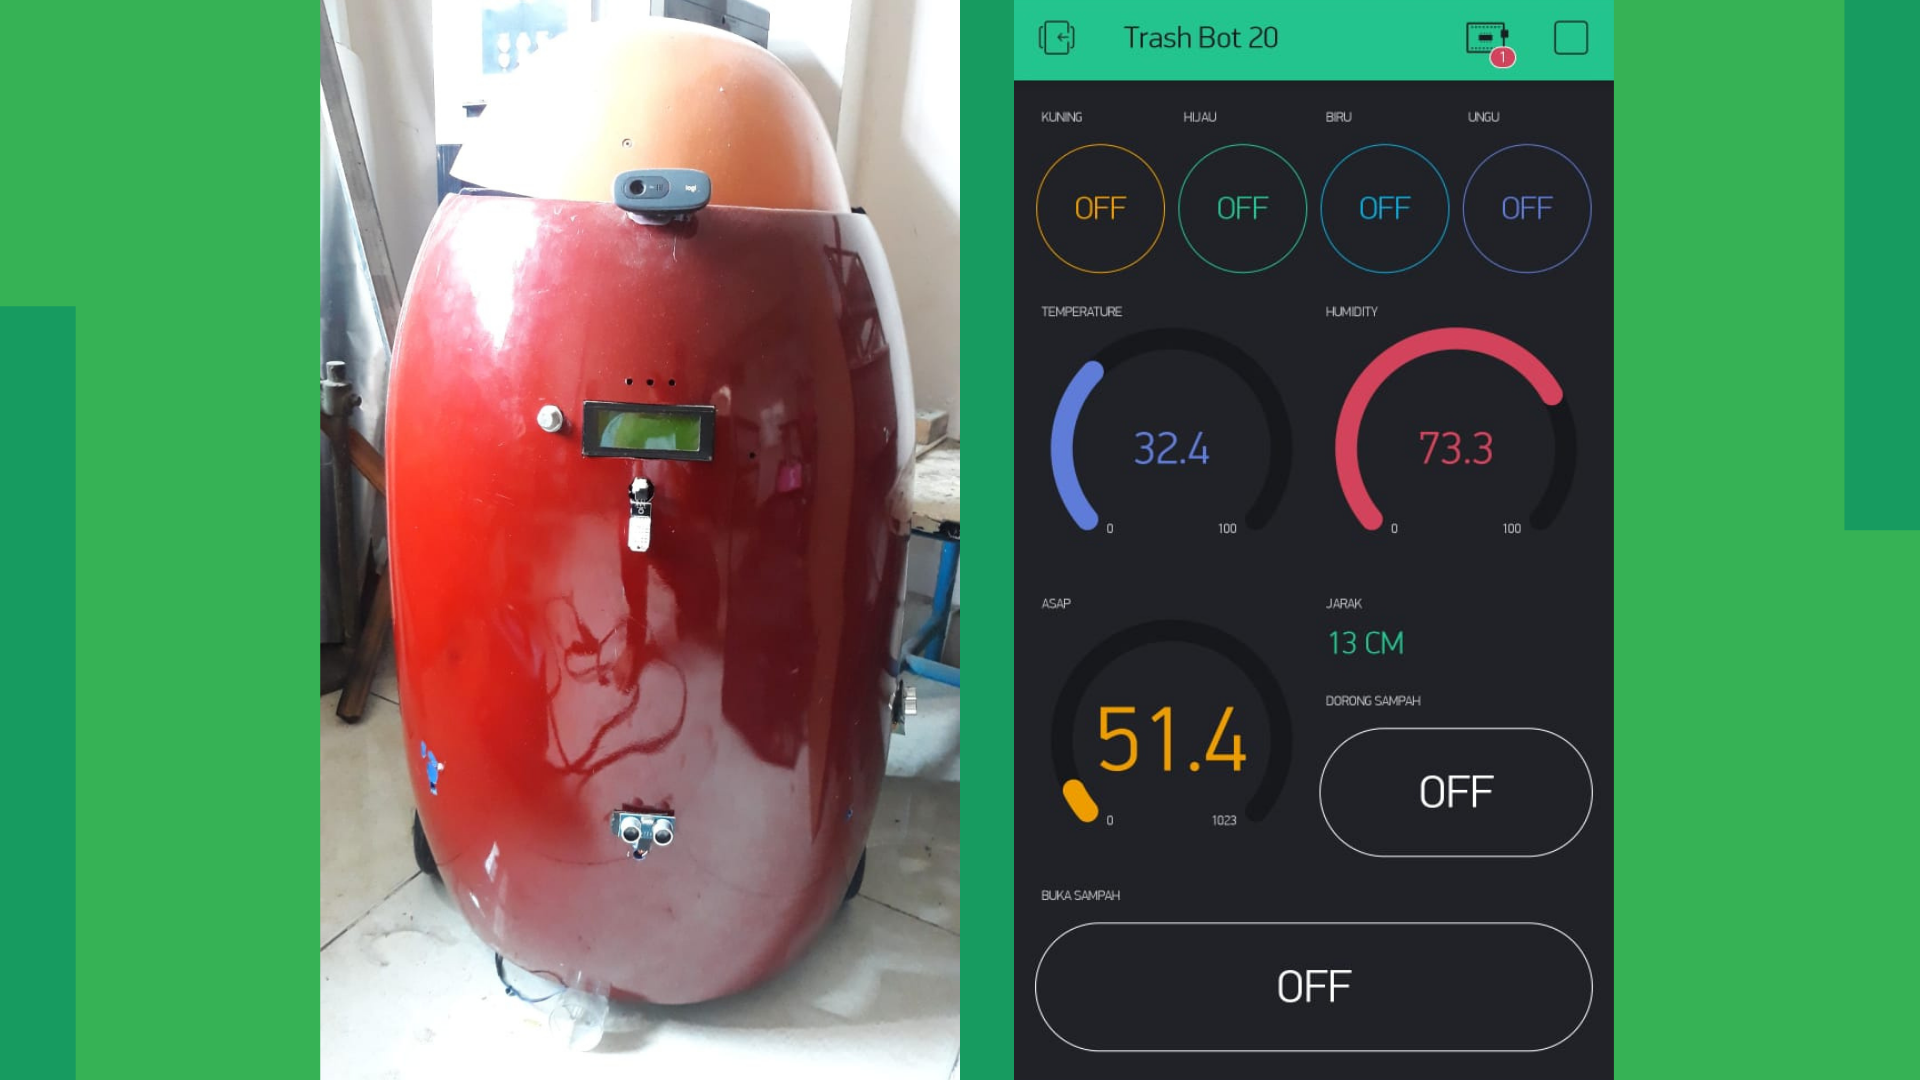 logi
Trash Bot 20
1
KUNING HIJAU BIRU UNGU
OFF OFF OFF OFF
TEMPERATURE HUMIDITY
32.4 73.3
0 100 0 100
ASAP JARAK
13 CM
DORONG SAMPAH
51.4
OFF
0 1023
BUKA SAMPAH
OFF